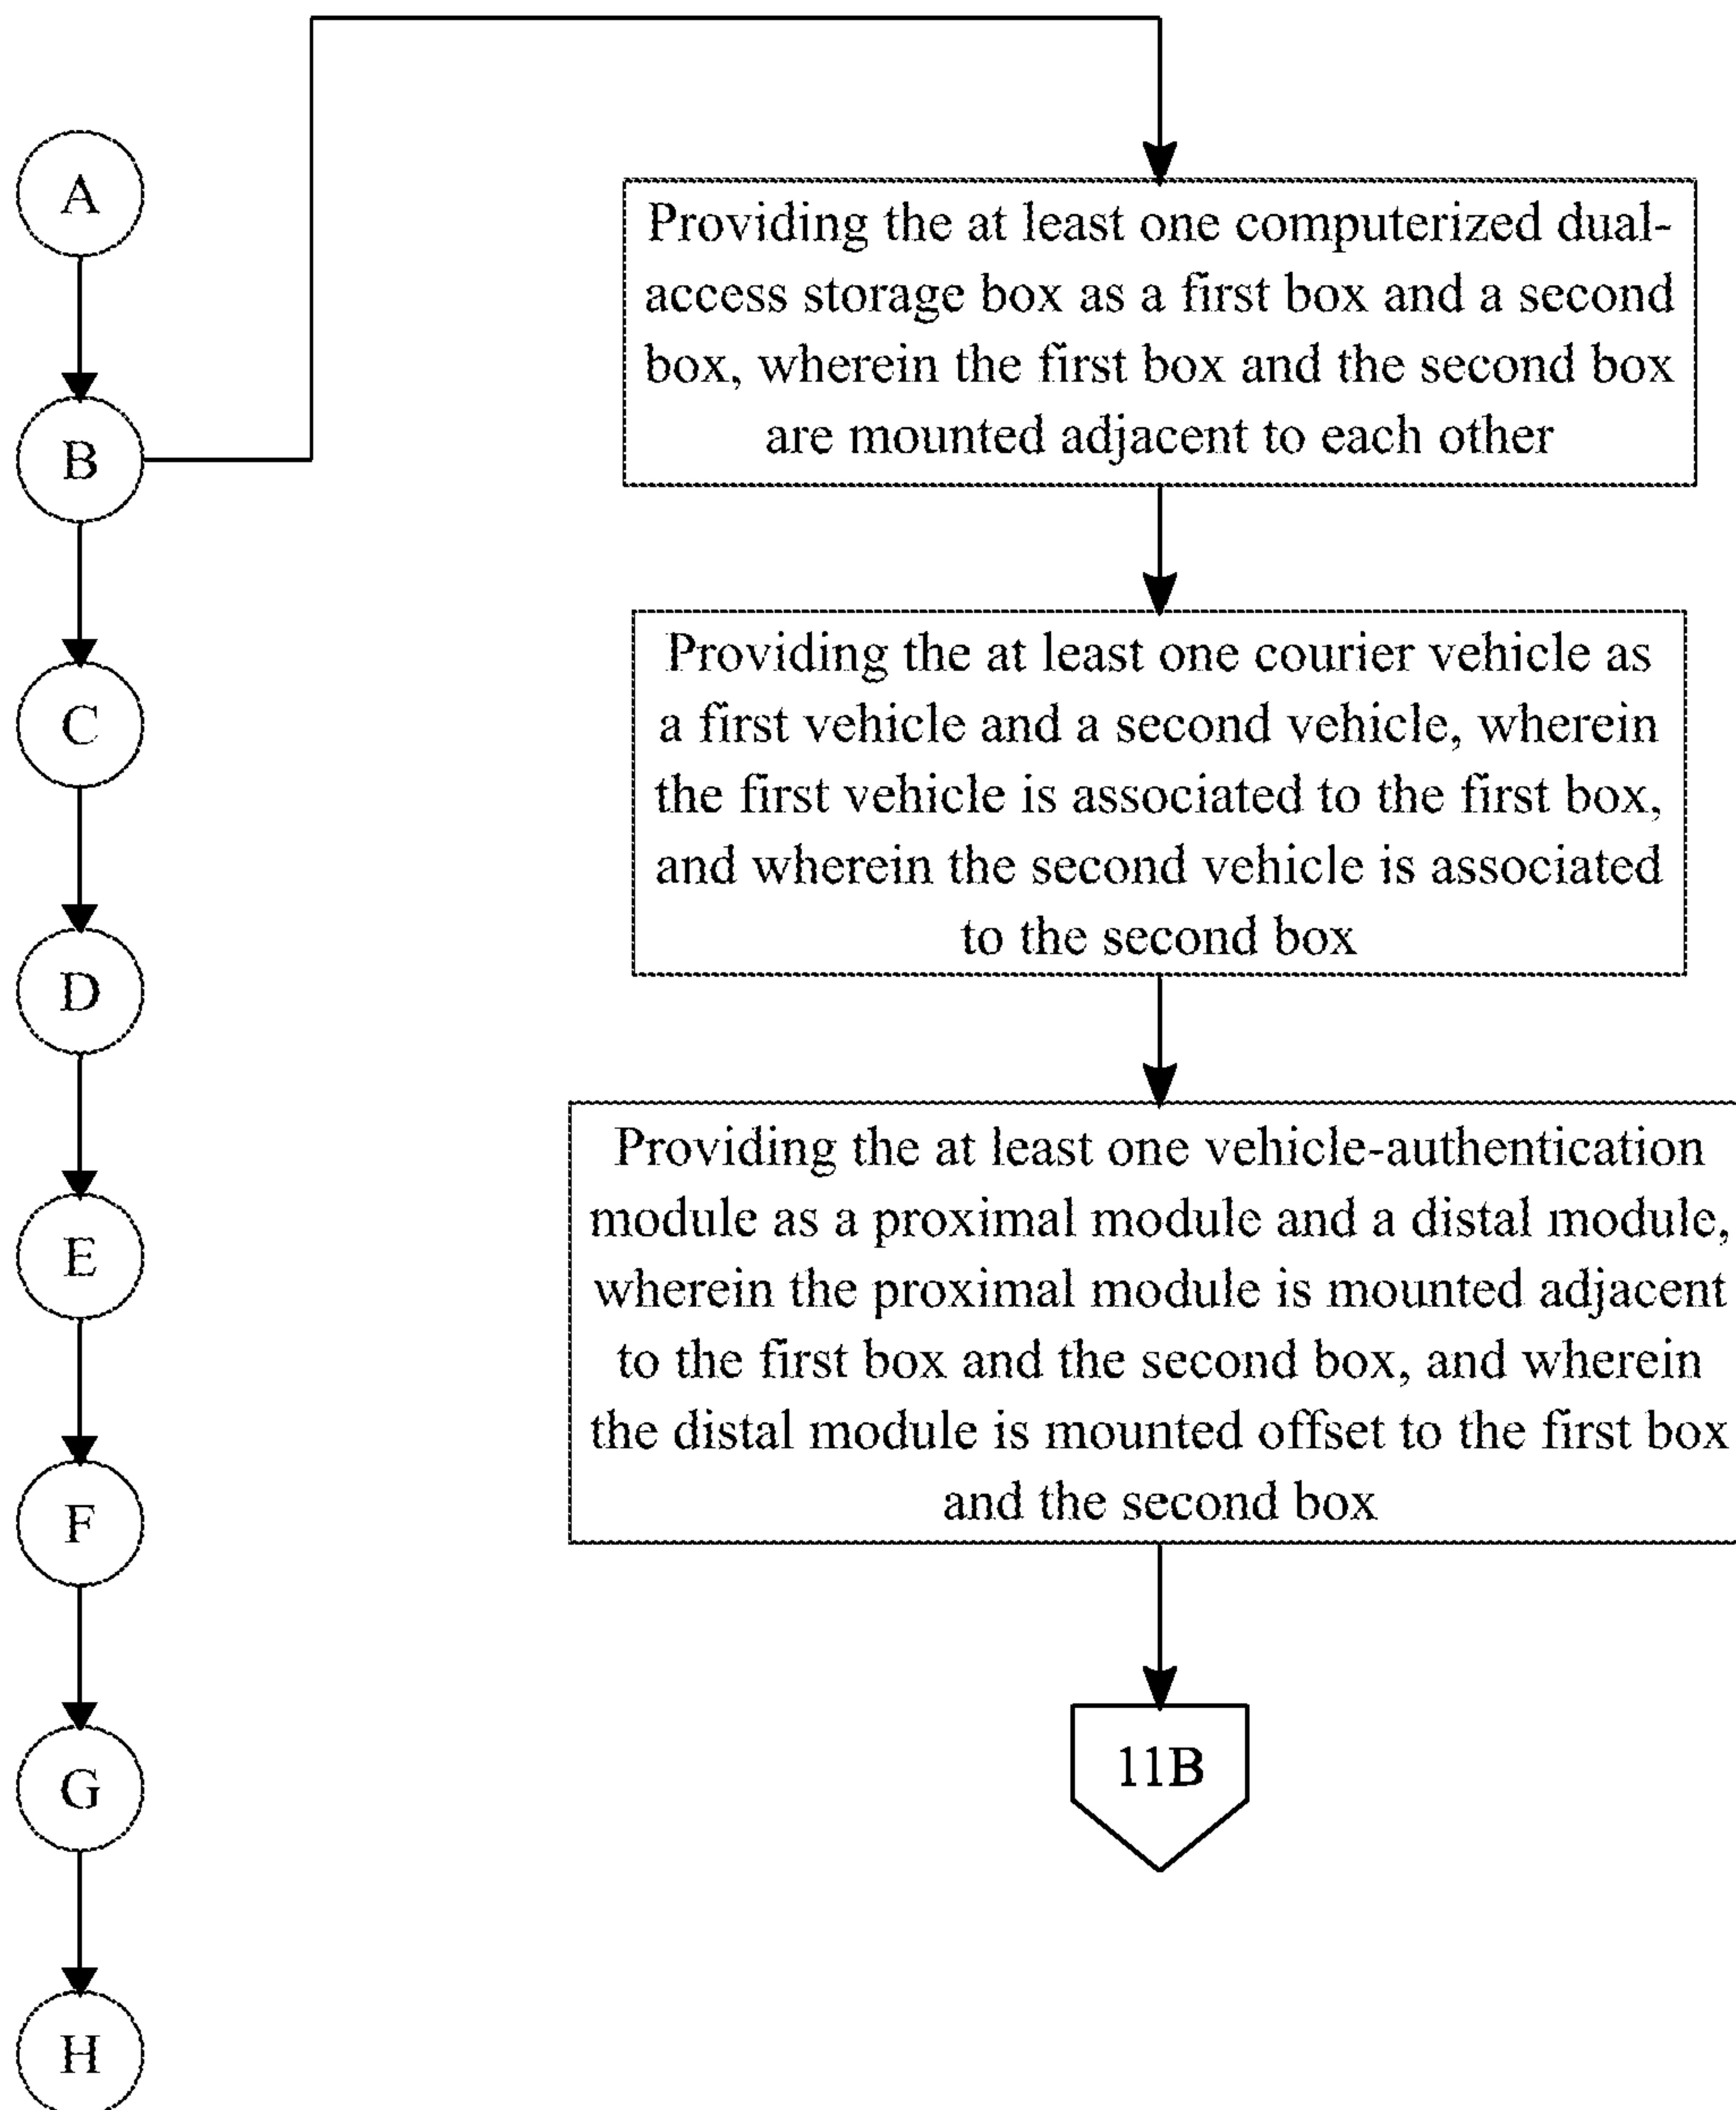 A
B
C
D
E
F
G
H
Providing the at least one computerized dual-
access storage box as a first box and a second
box, wherein the first box and the second box
are mounted adjacent to each other
Providing the at least one courier vehicle as
a first vehicle and a second vehicle, wherein
the first vehicle is associated to the first box,
and wherein the second vehicle is associated
to the second box
Providing the at least one vehicle-authentication
module as a proximal module and a distal module,
wherein the proximal module is mounted adjacent
to the first box and the second box, and wherein
the distal module is mounted offset to the first box
and the second box
11B